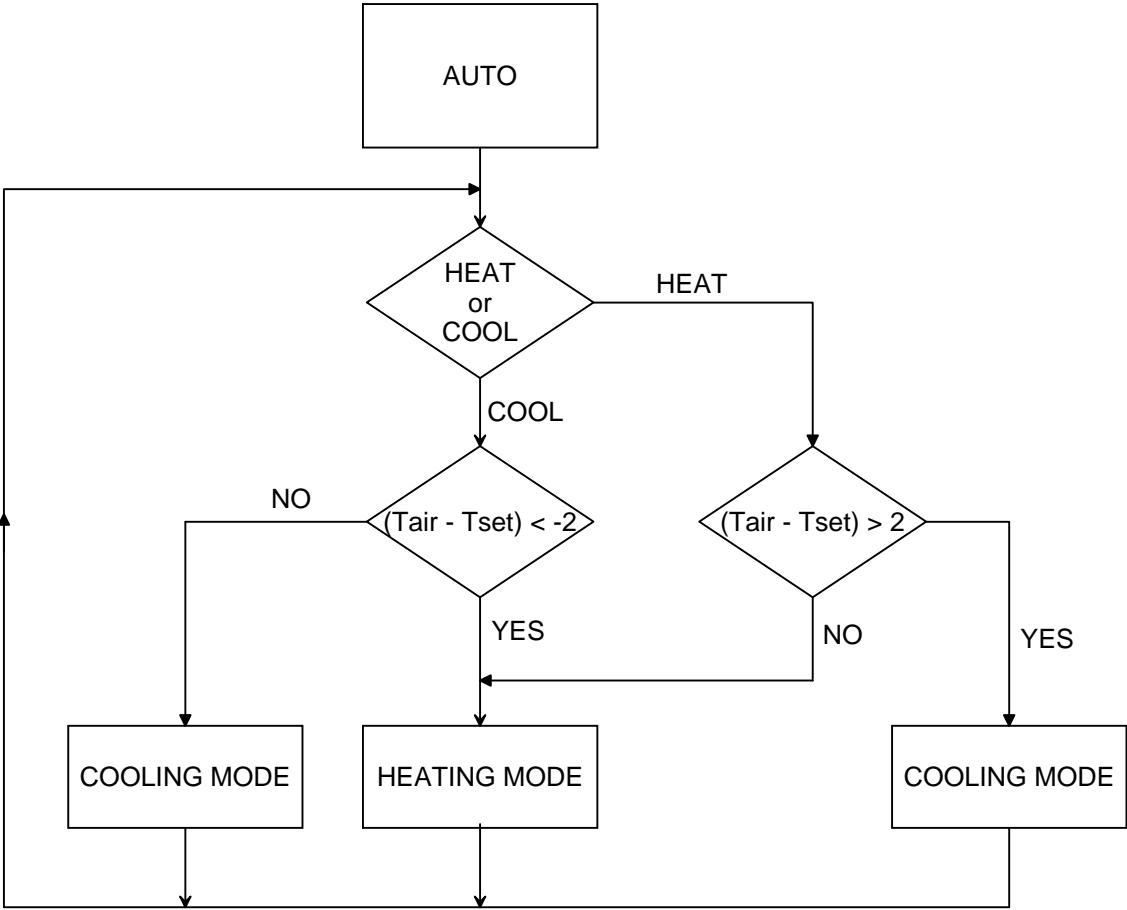 AUTO
HEAT
or
COOL
HEAT
COOL
NO
(Tair - Tset) < -2
(Tair - Tset) > 2
YES
NO
YES
COOLING MODE
HEATING MODE
COOLING MODE